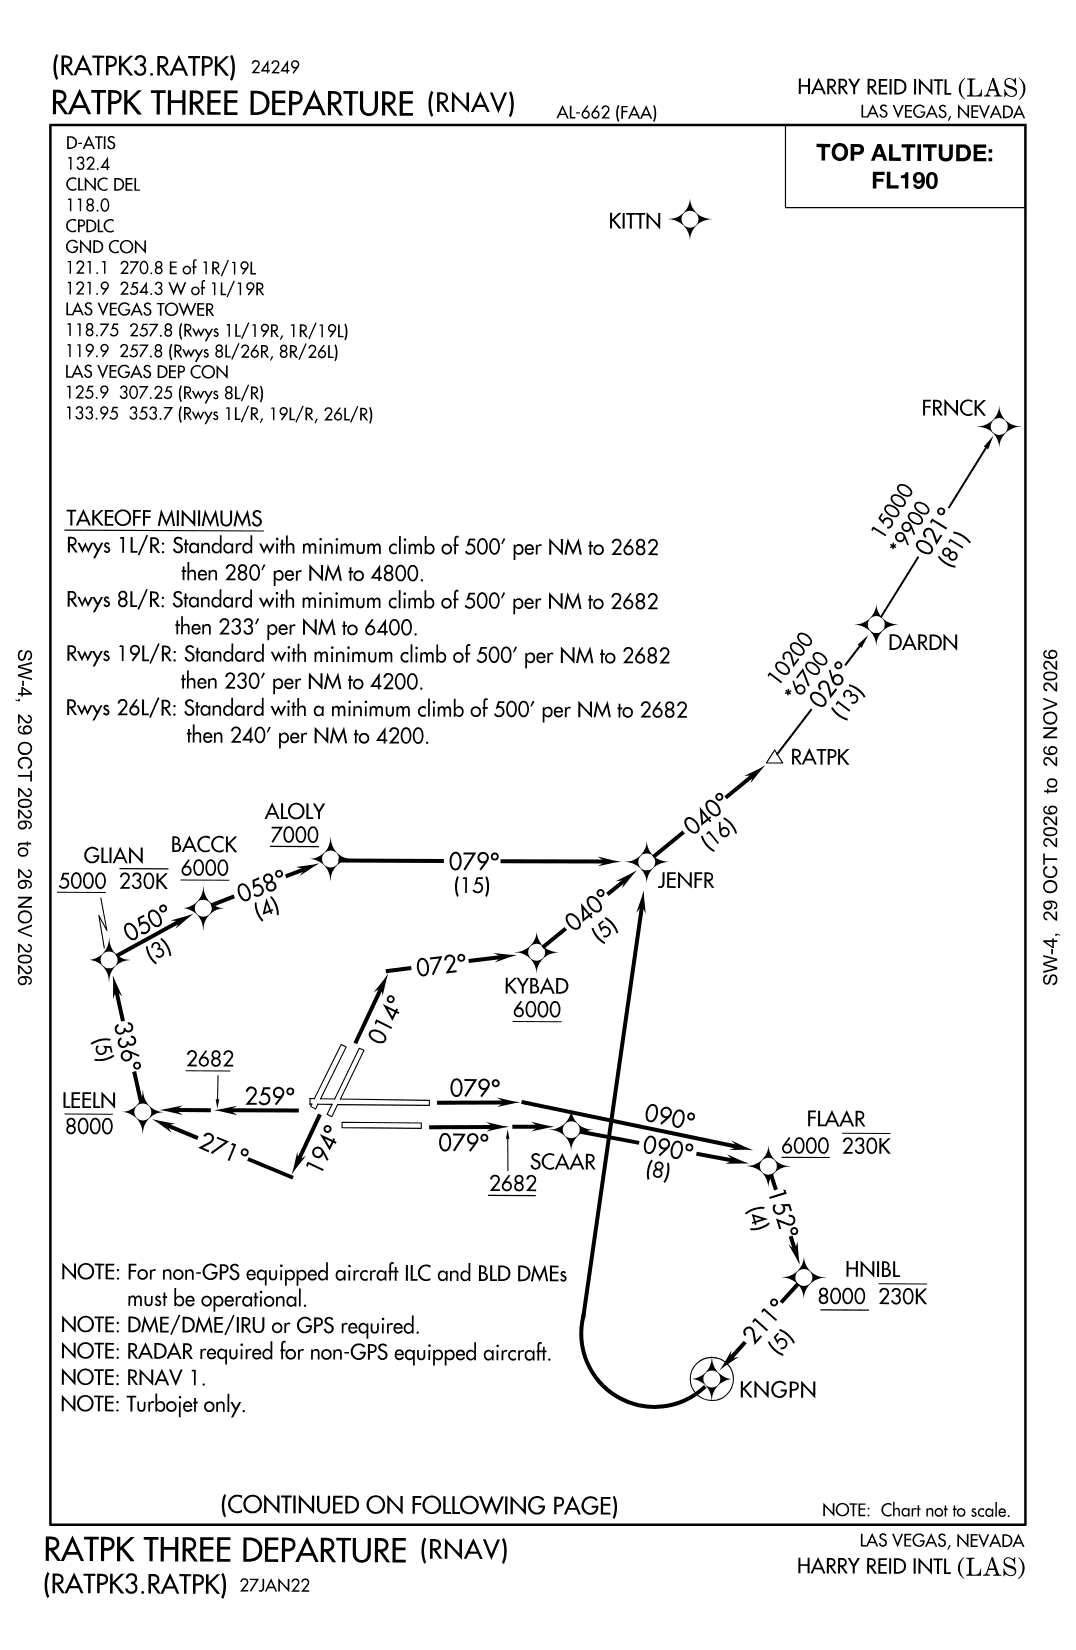 (RATPK3.RATPK) 24249
RATPK THREE DEPARTURE (RNAV)
AL-662 (FAA)
HARRY REID INTL (LAS)
LAS VEGAS, NEVADA
D-ATIS
132.4
CLNC DEL
118.0
CPDLC
GND CON
121.1 270.8 E of 1R/19L
121.9 254.3 W of 1L/19R
LAS VEGAS TOWER
118.75 257.8 (Rwys 1L/19R, 1R/19L)
119.9 257.8 (Rwys 8L/26R, 8R/26L)
LAS VEGAS DEP CON
125.9 307.25 (Rwys 8L/R)
133.95 353.7 (Rwys 1L/R, 19L/R, 26L/R)
TOP ALTITUDE:
FL190
KITTN
FRNCK
15000
*9900
021°
(81)
DARDN
10200
*6700
026°
(13)
RATPK
TAKEOFF MINIMUMS
Rwys 1L/R: Standard with minimum climb of 500' per NM to 2682
then 280' per NM to 4800.
Rwys 8L/R: Standard with minimum climb of 500' per NM to 2682
then 233' per NM to 6400.
Rwys 19L/R: Standard with minimum climb of 500' per NM to 2682
then 230' per NM to 4200.
Rwys 26L/R: Standard with a minimum climb of 500' per NM to 2682
then 240' per NM to 4200.
040°
(16)
ALOLY
7000
BACCK
6000
GLIAN
5000 230K
079°
(15)
JENFR
058°
(4)
050°
(3)
040°
(5)
072°
KYBAD
6000
014°
336°
(5)
2682
259°
LEELN
8000
271°
194°
079°
079°
2682
SCAAR
090°
090°
(8)
FLAAR
6000 230K
152°
(4)
HNIBL
8000 230K
211°
(5)
KNGPN
NOTE: For non-GPS equipped aircraft ILC and BLD DMEs
must be operational.
NOTE: DME/DME/IRU or GPS required.
NOTE: RADAR required for non-GPS equipped aircraft.
NOTE: RNAV 1.
NOTE: Turbojet only.
(CONTINUED ON FOLLOWING PAGE)
NOTE: Chart not to scale.
RATPK THREE DEPARTURE (RNAV)
(RATPK3.RATPK) 27JAN22
LAS VEGAS, NEVADA
HARRY REID INTL (LAS)
SW-4, 29 OCT 2026 to 26 NOV 2026
SW-4, 29 OCT 2026 to 26 NOV 2026